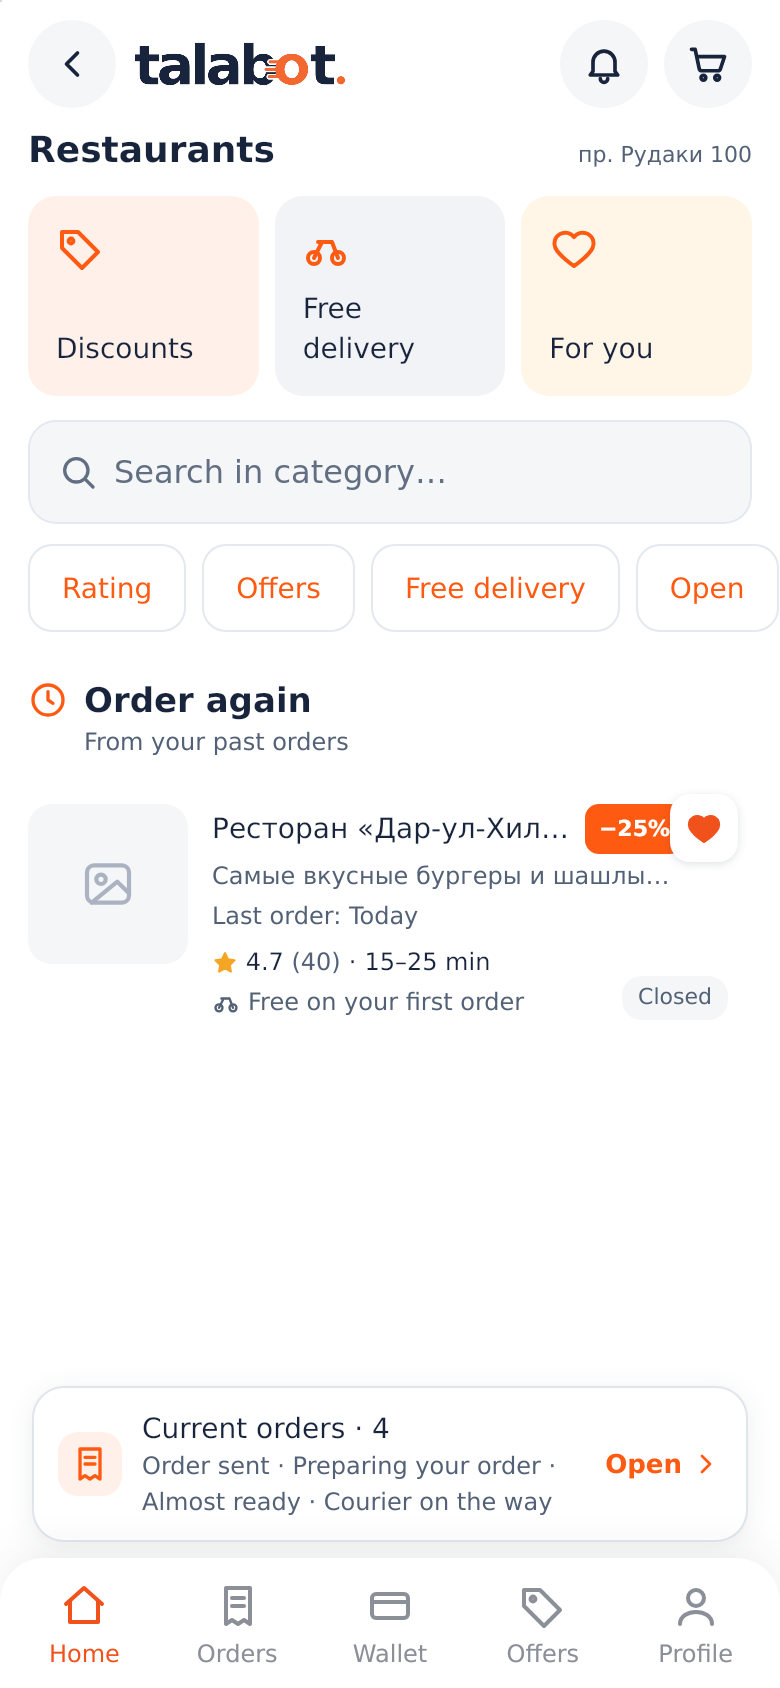 talabot.
Restaurants
пр. Рудаки 100
Discounts
Free
delivery
For you
Search in category...
Rating
Offers
Free delivery
Open
Order again
From your past orders
Ресторан «Дар-ул-Хил...
−25%
Самые вкусные бургеры и шашлы...
Last order: Today
4.7 (40) · 15–25 min
Free on your first order
Closed
Current orders · 4
Order sent · Preparing your order ·
Almost ready · Courier on the way
Open
Home
Orders
Wallet
Offers
Profile